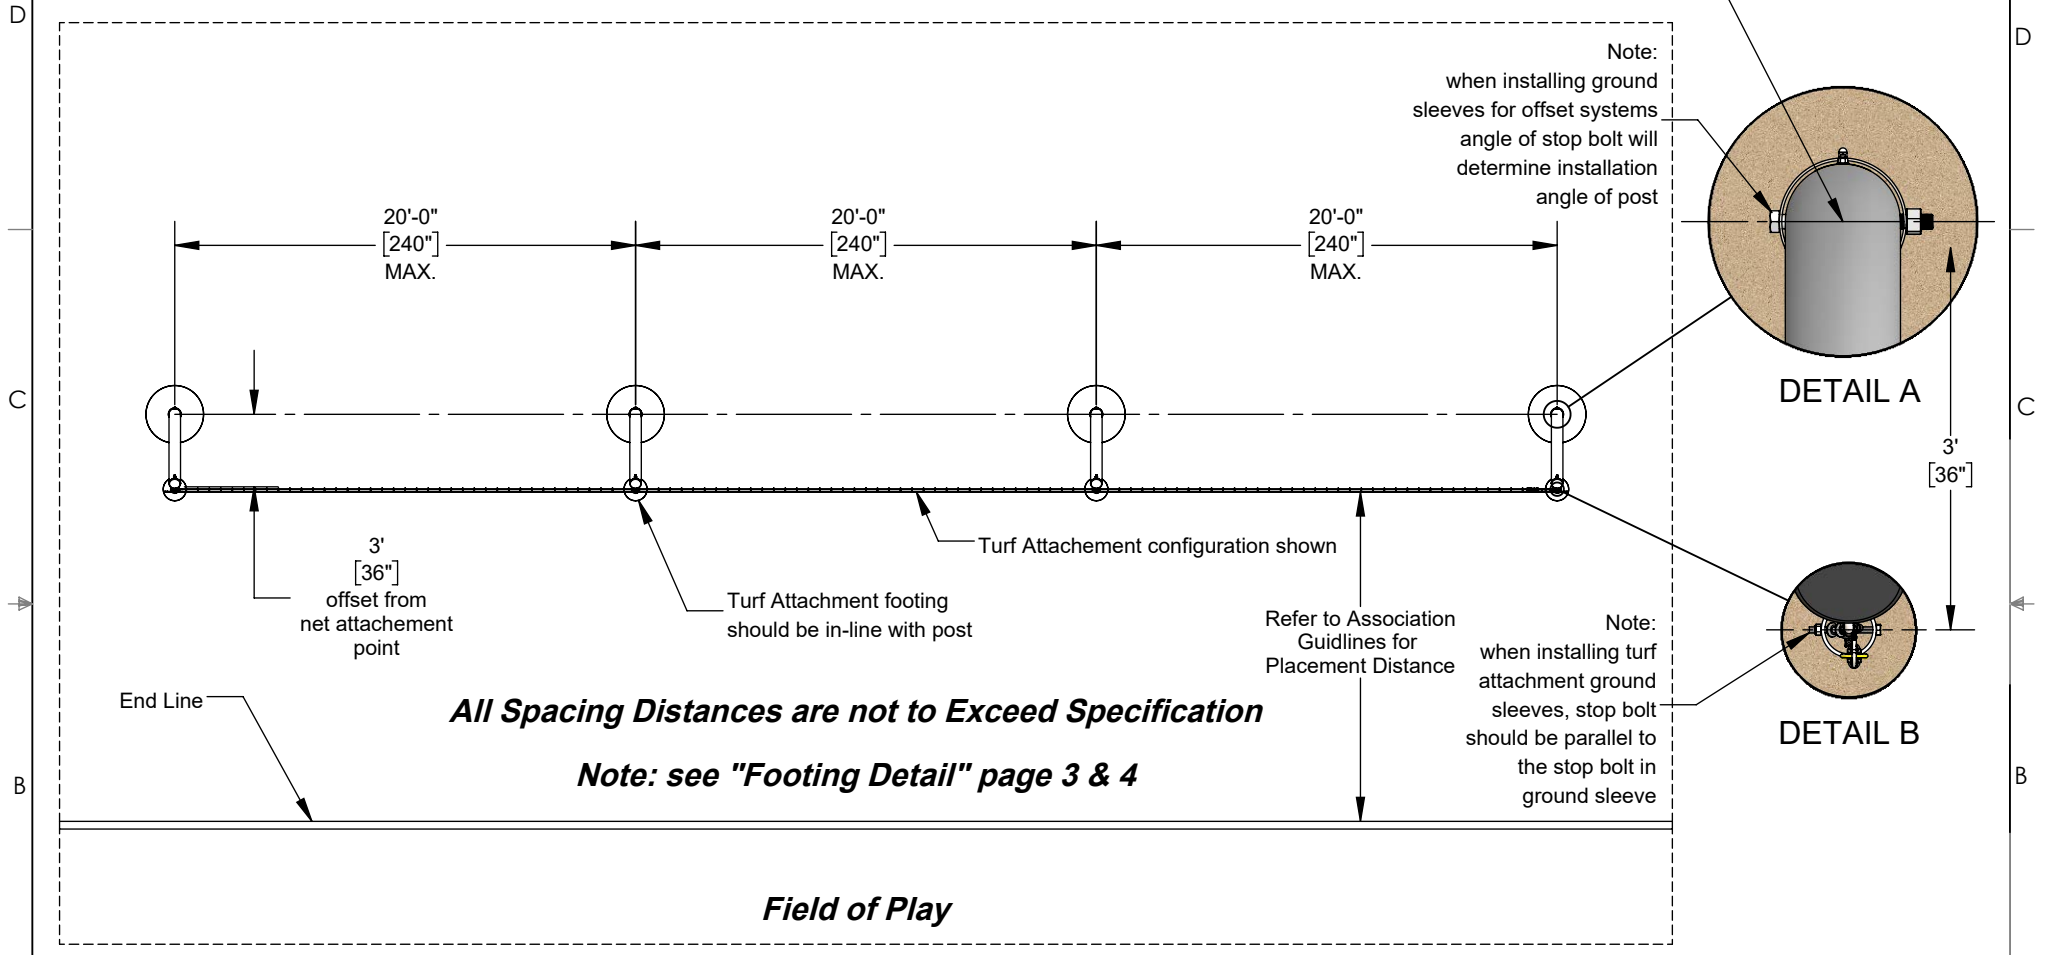 D
D
Note:
when installing ground
sleeves for offset systems
angle of stop bolt will
determine installation
angle of post
20'-0"
[240"]
MAX.
20'-0"
[240"]
MAX.
20'-0"
[240"]
MAX.
DETAIL A
C
C
3'
[36"]
Turf Attachement configuration shown
3'
[36"]
offset from
net attachement
point
Turf Attachment footing
should be in-line with post
Refer to Association
Guidlines for
Placement Distance
Note:
when installing turf
attachment ground
sleeves, stop bolt
should be parallel to
the stop bolt in
ground sleeve
DETAIL B
End Line
All Spacing Distances are not to Exceed Specification
Note: see "Footing Detail" page 3 & 4
B
B
Field of Play